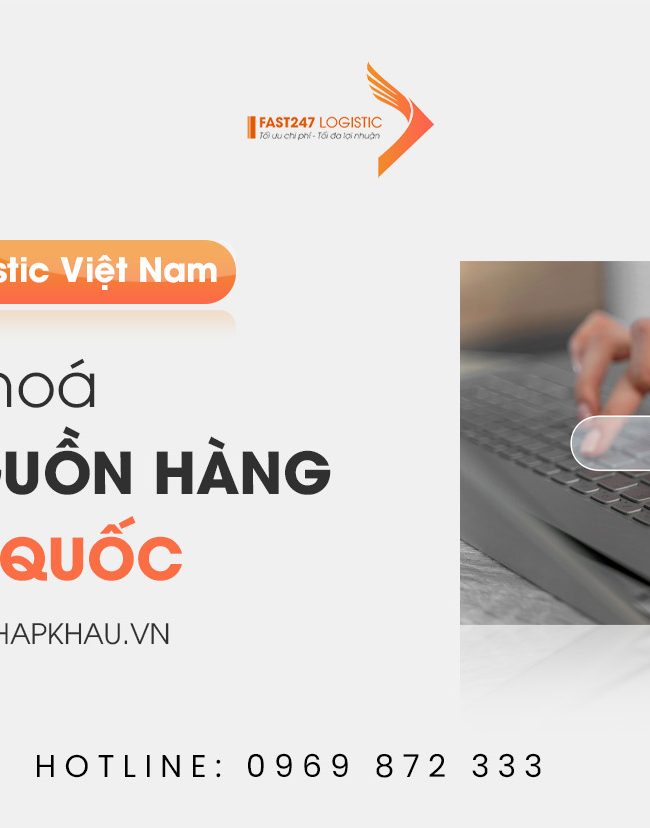 FAST247 LOGISTIC
Tối ưu chi phí - Tối đa lợi nhuận
stic Việt Nam
hoá
GUỒN HÀNG
QUỐC
HAPKHAU.VN
HOTLINE: 0969 872 333